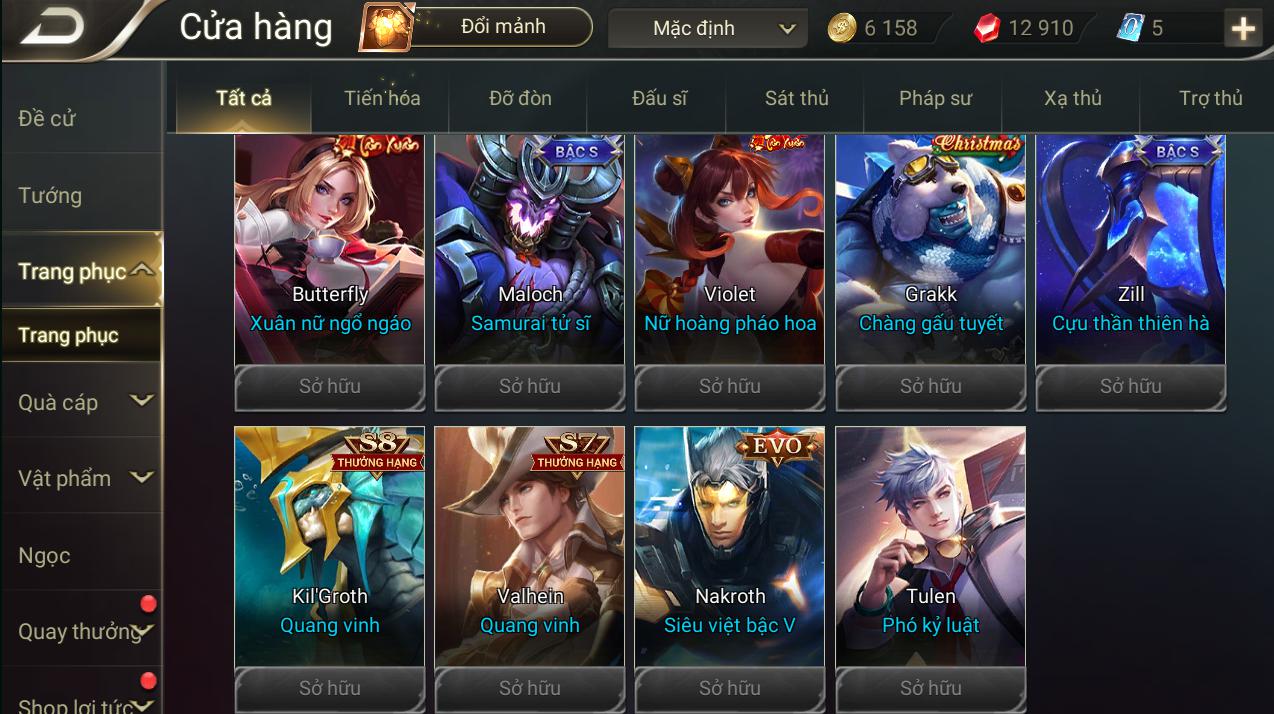 Cửa hàng
Đổi mảnh
Mặc định
6 158
12 910
5
Đề cử
Tướng
Trang phục
Trang phục
Quà cáp
Vật phẩm
Ngọc
Quay thưởng
Shop lợi tức
Tất cả
Tiến hóa
Đỡ đòn
Đấu sĩ
Sát thủ
Pháp sư
Xạ thủ
Trợ thủ
Tân Xuân
Butterfly
Xuân nữ ngổ ngáo
Sở hữu
BẬC S
Maloch
Samurai tử sĩ
Sở hữu
Tân Xuân
Violet
Nữ hoàng pháo hoa
Sở hữu
Christmas
Grakk
Chàng gấu tuyết
Sở hữu
BẬC S
Zill
Cựu thần thiên hà
Sở hữu
S8
THƯỞNG HẠNG
Kil'Groth
Quang vinh
Sở hữu
S7
THƯỞNG HẠNG
Valhein
Quang vinh
Sở hữu
EVO
V
Nakroth
Siêu việt bậc V
Sở hữu
Tulen
Phó kỷ luật
Sở hữu